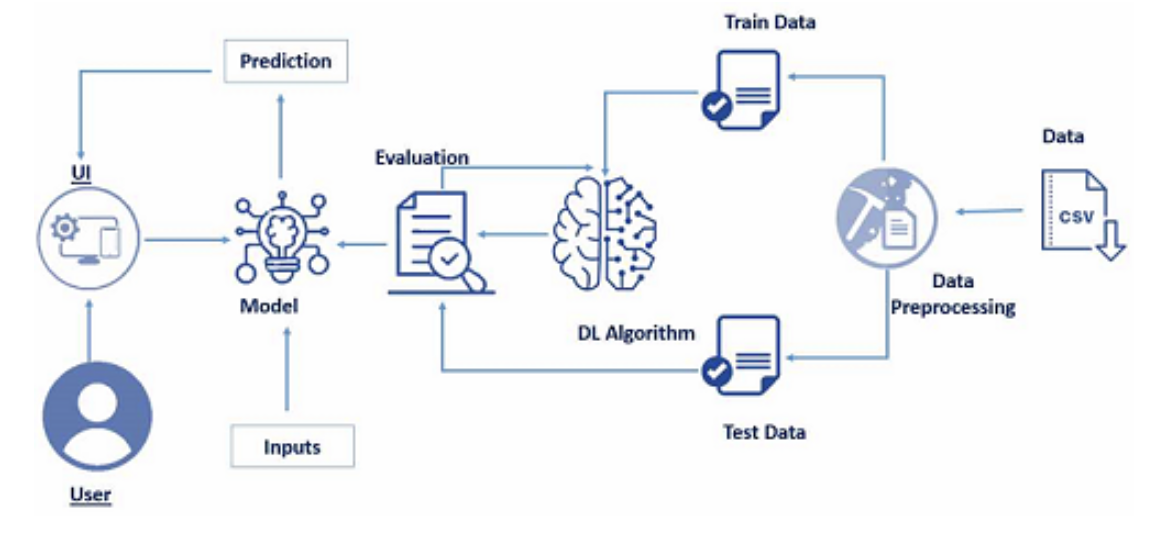 Train Data
Prediction
Data
Evaluation
UI
CSV
Data
Preprocessing
Model
DL Algorithm
Test Data
Inputs
User